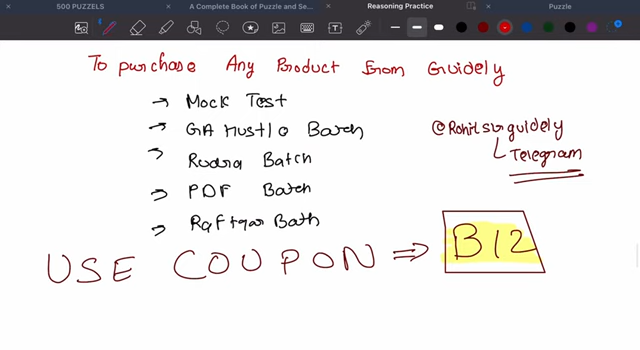 500 PUZZELS
A Complete Book of Puzzle and Se...
Reasoning Practice
Puzzle
To purchase Any Product From Guidely
→ Mock Test
→ GA Hustle Batch
→ Rudra Batch
→ PDF Batch
→ Raftaar Bath
@Rohitsirguidely
Telegram
USE COUPON ⇒ B12